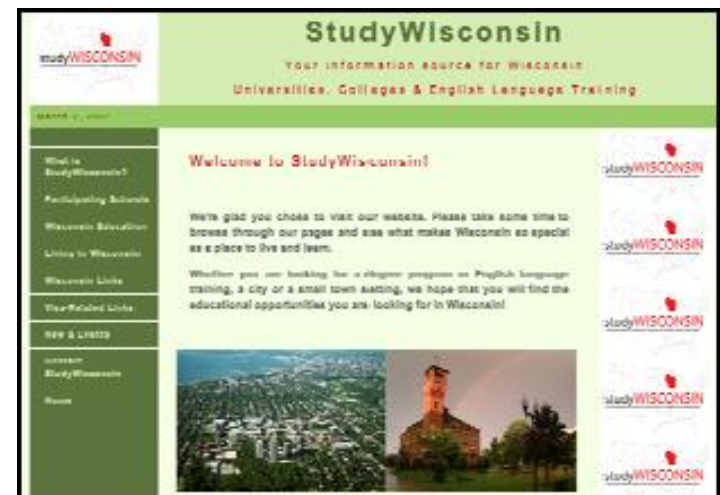 studyWISCONSIN
StudyWisconsin
Your information source for Wisconsin
Universities, Colleges & English Language Training
Welcome to StudyWisconsin!
We're glad you chose to visit our website. Please take some time to
browse through our pages and see what makes Wisconsin so special
as a place to live and learn.
Whether you are looking for a degree program or English language
training, a city or a small town setting, we hope that you will find the
educational opportunities you are looking for in Wisconsin!
What is
StudyWisconsin?
Participating Schools
Wisconsin Education
Living in Wisconsin
Wisconsin Links
Visa-Related Links
New & Events
StudyWisconsin
Home
studyWISCONSIN
studyWISCONSIN
studyWISCONSIN
studyWISCONSIN
studyWISCONSIN